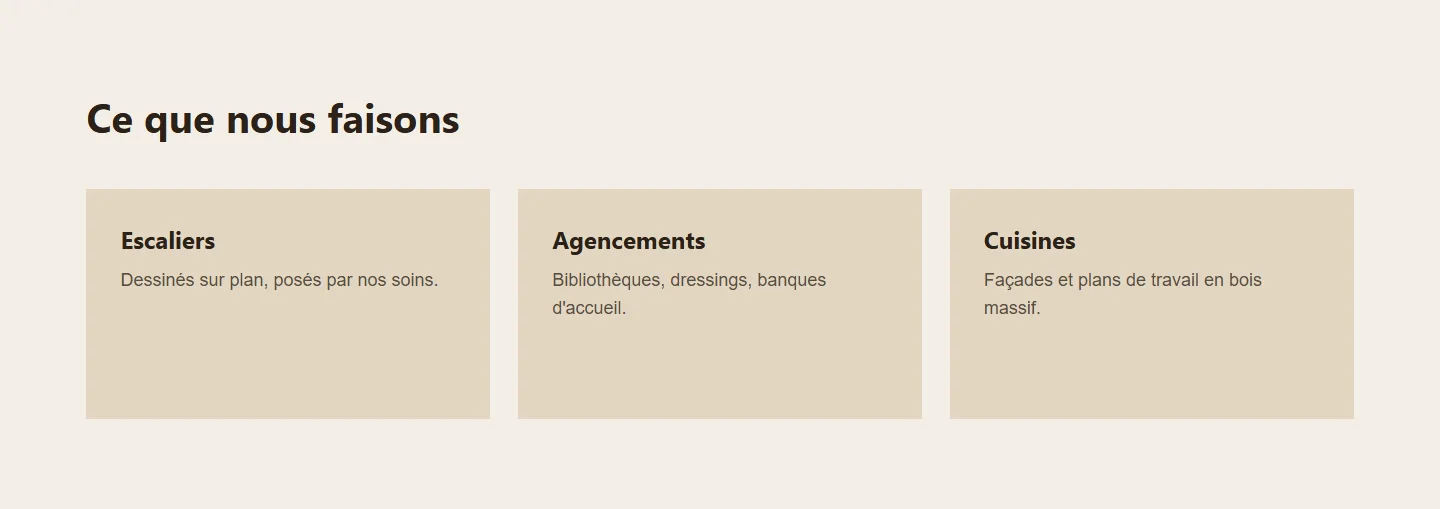 Ce que nous faisons
Escaliers
Dessinés sur plan, posés par nos soins.
Agencements
Bibliothèques, dressings, banques
d'accueil.
Cuisines
Façades et plans de travail en bois
massif.